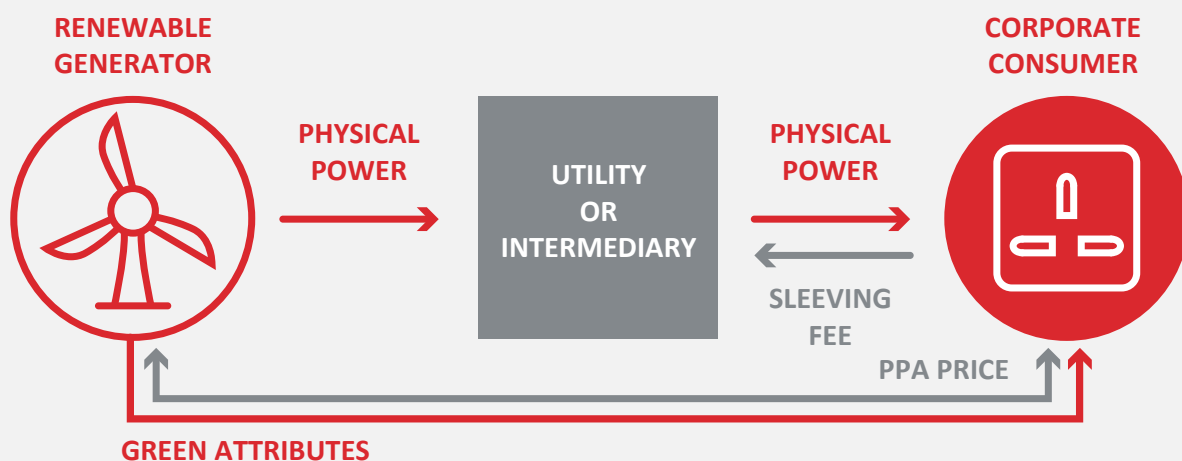 RENEWABLE
GENERATOR
CORPORATE
CONSUMER
PHYSICAL
POWER
UTILITY
OR
INTERMEDIARY
PHYSICAL
POWER
SLEEVING
FEE
PPA PRICE
GREEN ATTRIBUTES